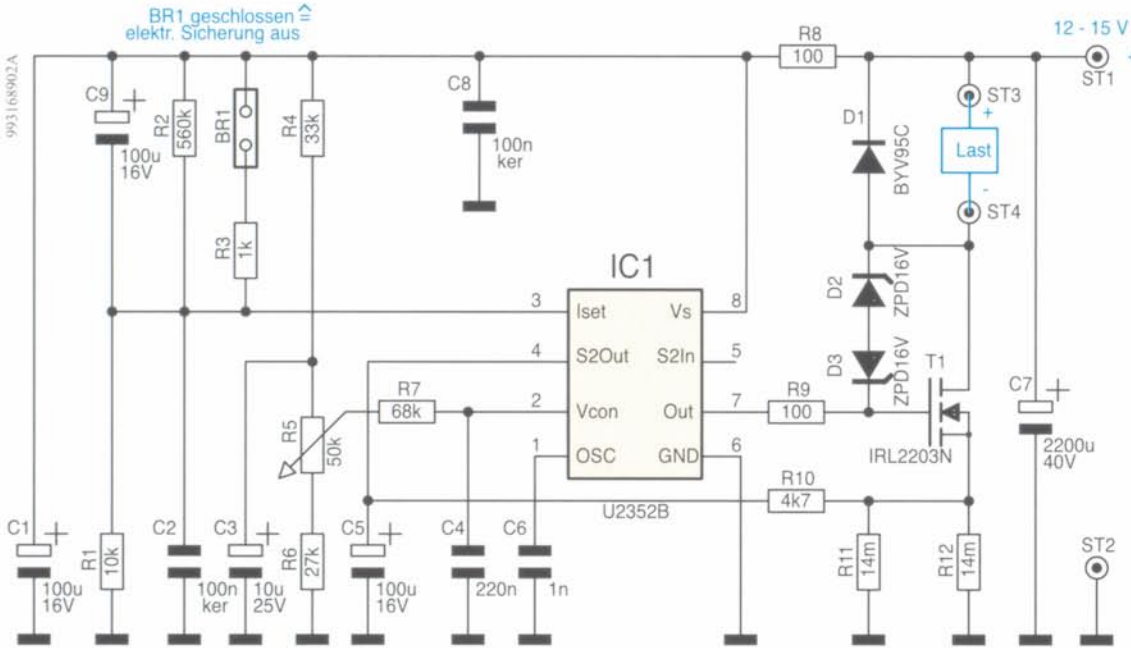 BR1 geschlossen ≙
elektr. Sicherung aus
993168902A
12 - 15 V
+
ST1
R8
100
C9
+
100u
16V
R2
560k
BR1
R4
33k
C8
100n
ker
D1
BYV95C
ST3
+
Last
-
ST4
R3
1k
IC1
3
Iset
Vs
8
4
S2Out
S2In
5
2
Vcon
Out
7
1
OSC
GND
6
U2352B
D2
ZPD16V
D3
ZPD16V
T1
IRL2203N
C7
+
2200u
40V
R7
68k
R9
100
R5
50k
R10
4k7
C1
+
100u
16V
R1
10k
C2
100n
ker
C3
+
10u
25V
R6
27k
C5
+
100u
16V
C4
220n
C6
1n
R11
14m
R12
14m
ST2